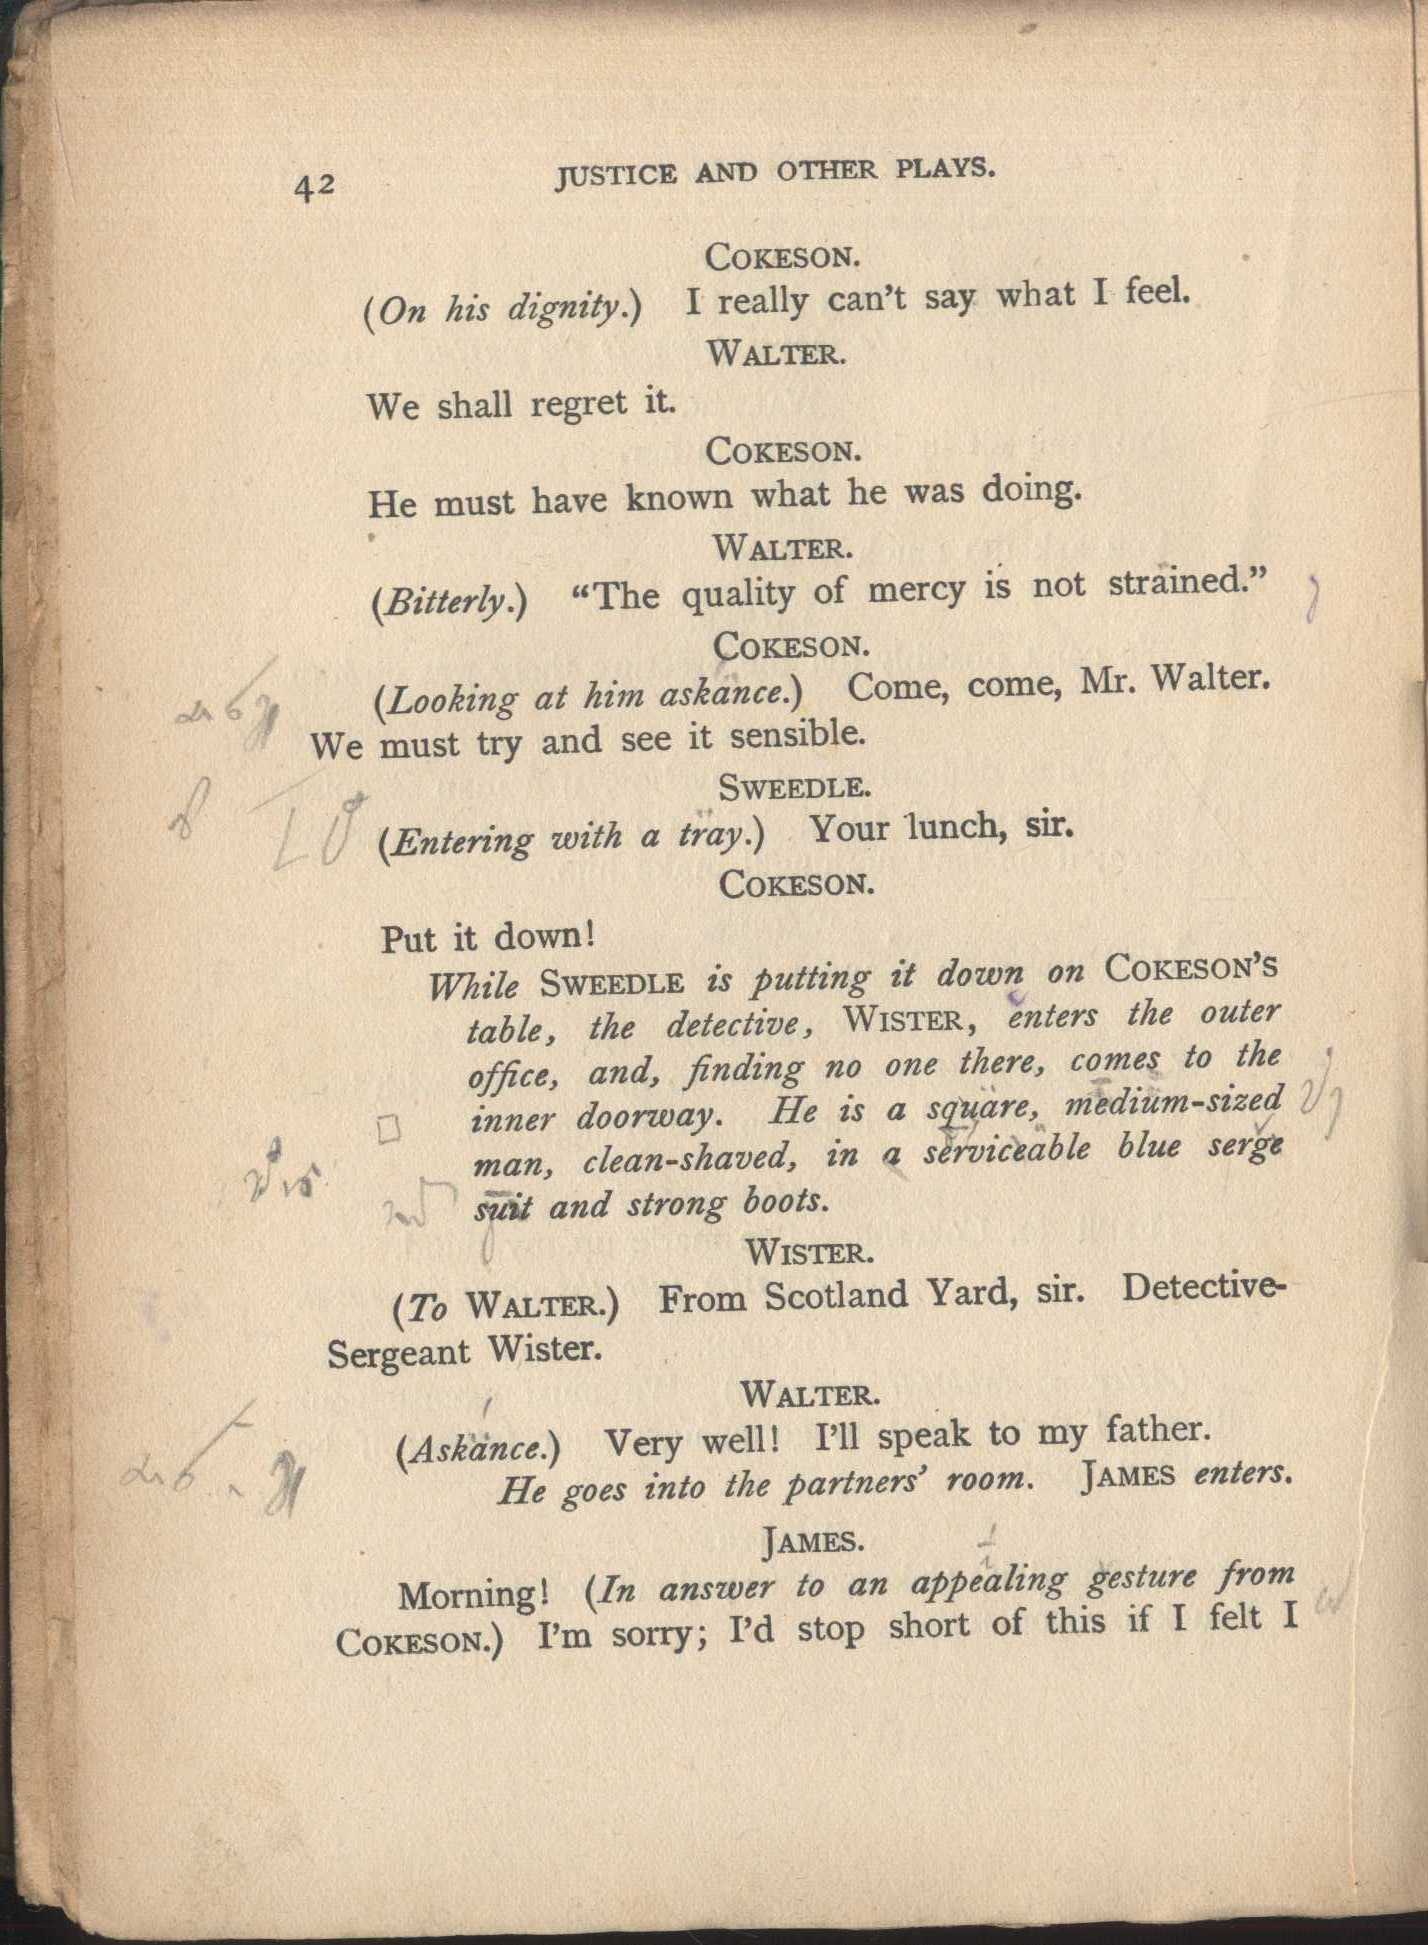 42 JUSTICE AND OTHER PLAYS.
COKESON.
(On his dignity.) I really can't say what I feel.
WALTER.
We shall regret it.
COKESON.
He must have known what he was doing.
WALTER.
(Bitterly.) “The quality of mercy is not strained.”
COKESON.
(Looking at him askance.) Come, come, Mr. Walter.
We must try and see it sensible.
SWEEDLE.
(Entering with a tray.) Your lunch, sir.
COKESON.
Put it down!
While SWEEDLE is putting it down on COKESON'S
table, the detective, WISTER, enters the outer
office, and, finding no one there, comes to the
inner doorway. He is a square, medium-sized
man, clean-shaved, in a serviceable blue serge
suit and strong boots.
WISTER.
(To WALTER.) From Scotland Yard, sir. Detective-
Sergeant Wister.
WALTER.
(Askance.) Very well! I'll speak to my father.
He goes into the partners' room. JAMES enters.
JAMES.
Morning! (In answer to an appealing gesture from
COKESON.) I'm sorry; I'd stop short of this if I felt I